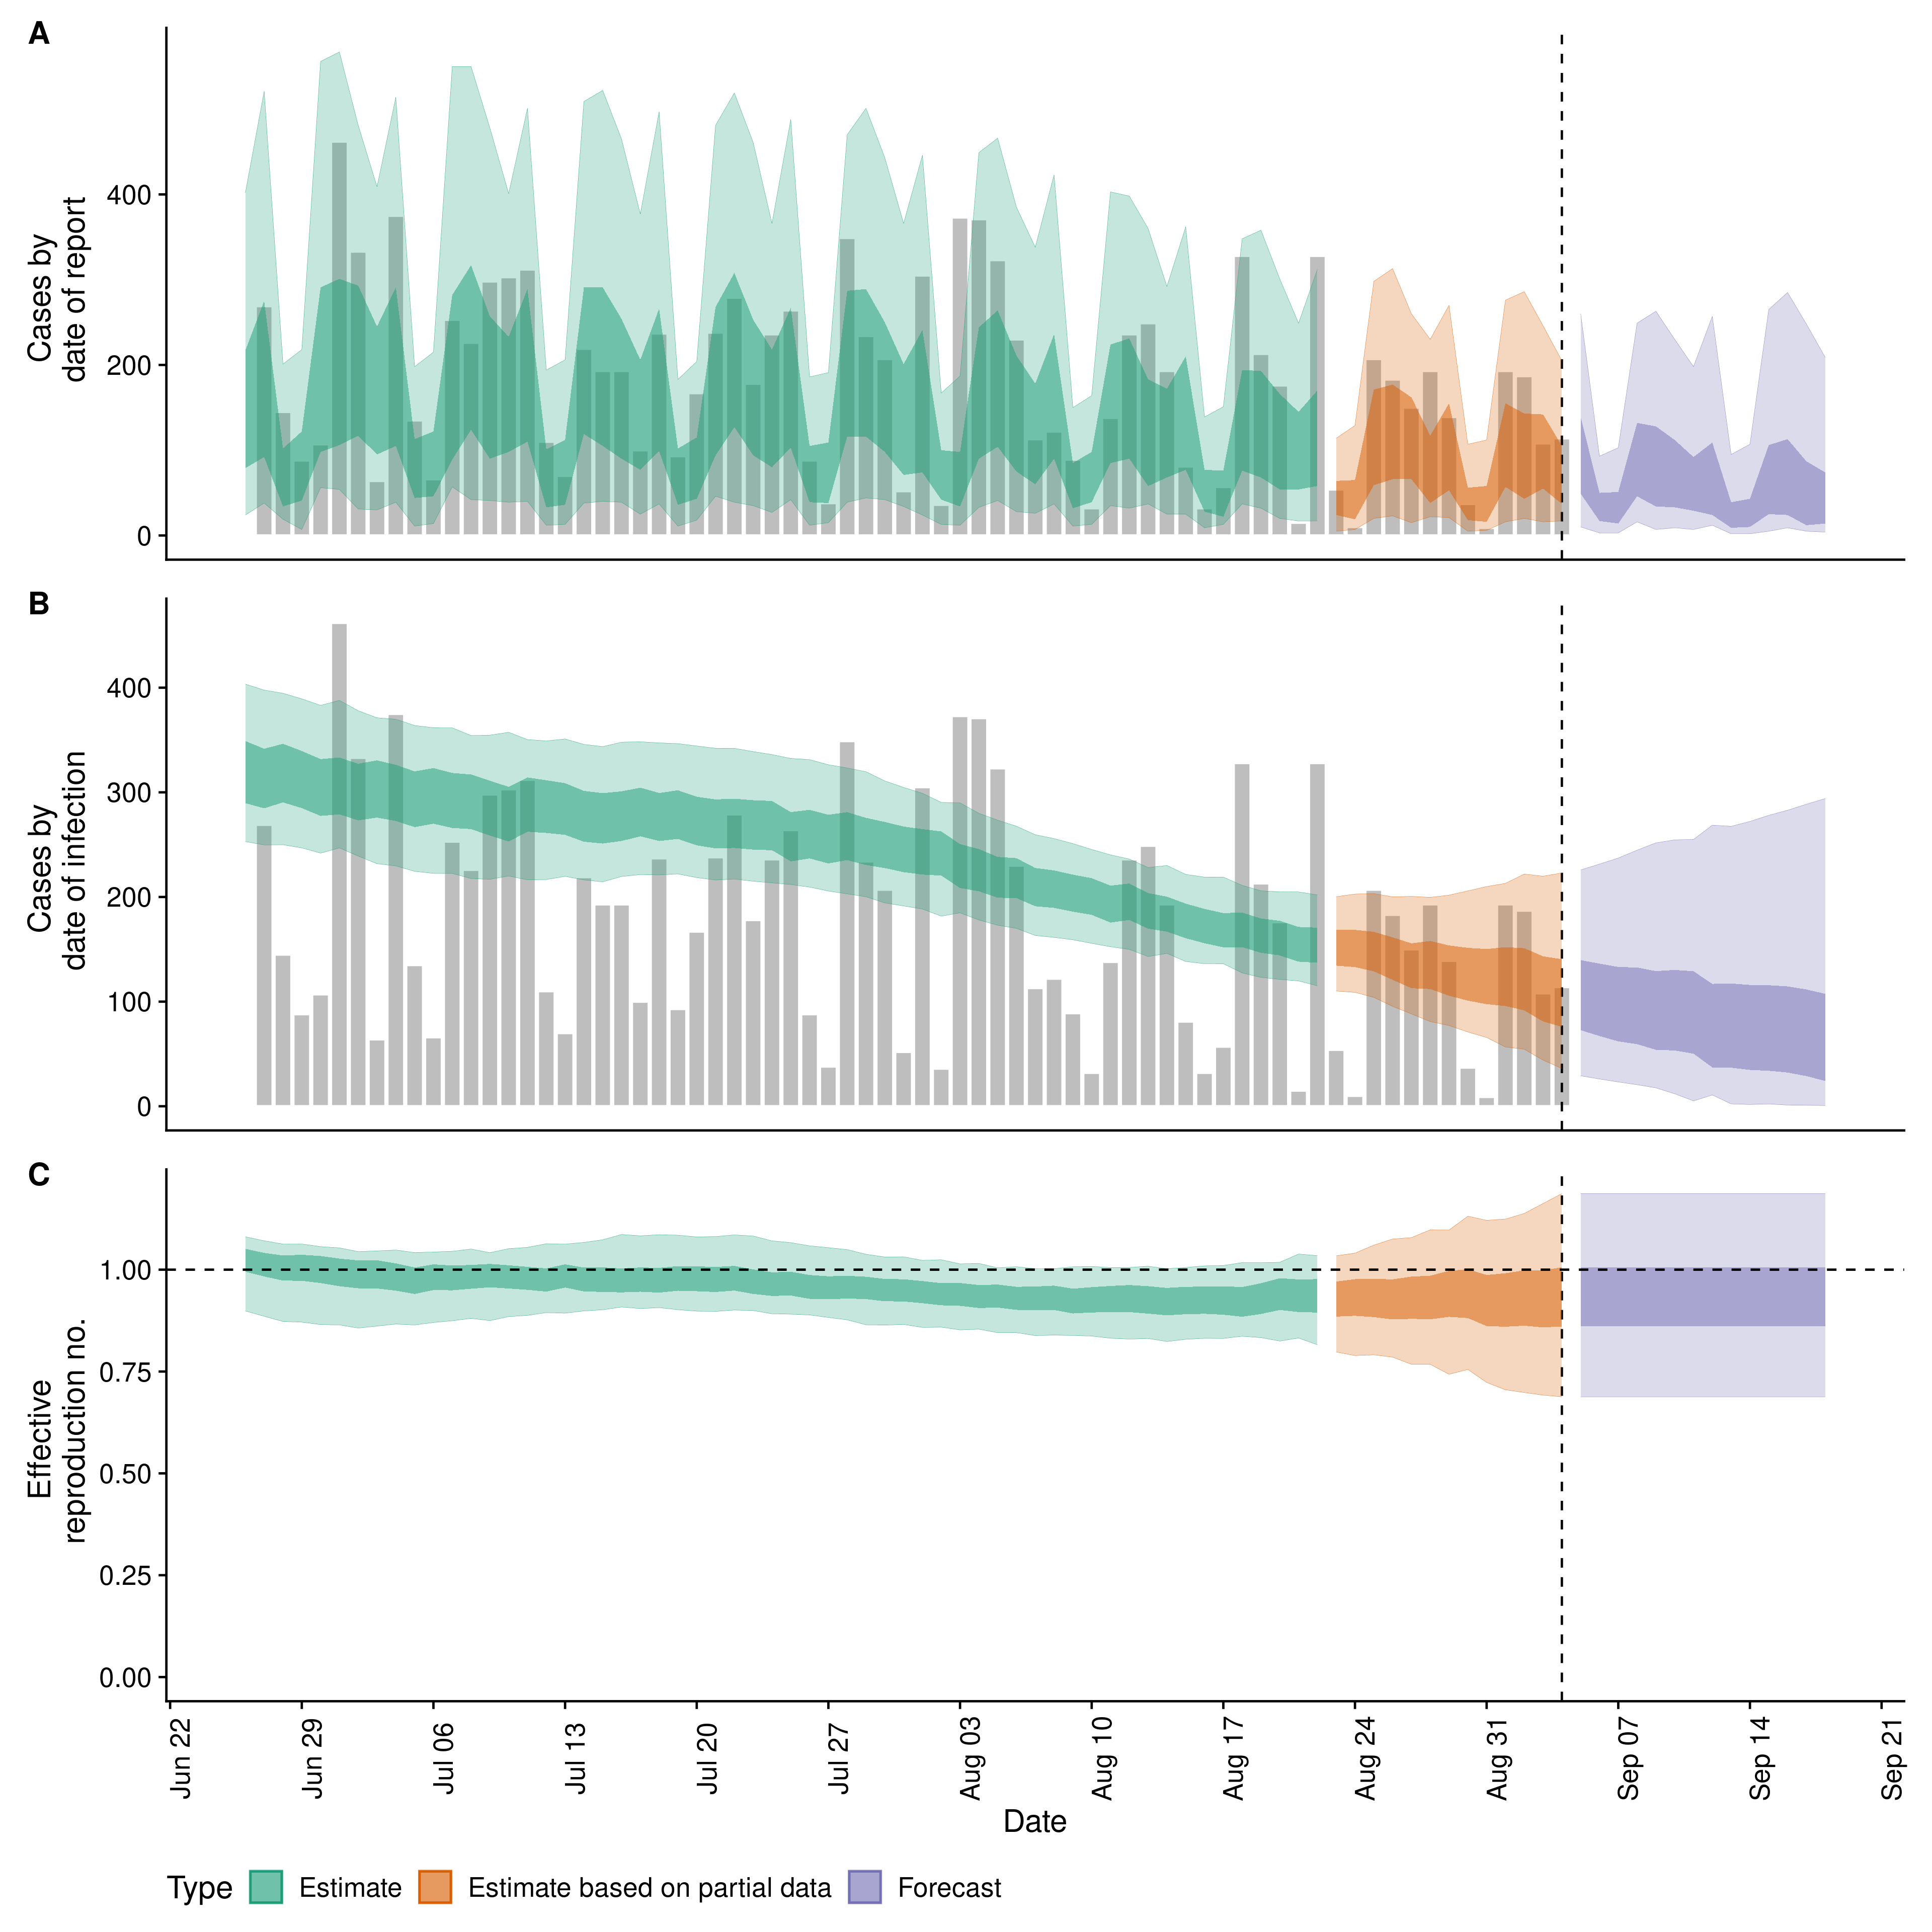 A
Cases by
date of report
400
200
0
B
Cases by
date of infection
400
300
200
100
0
C
Effective
reproduction no.
1.00
0.75
0.50
0.25
0.00
Jun 22
Jun 29
Jul 06
Jul 13
Jul 20
Jul 27
Aug 03
Aug 10
Aug 17
Aug 24
Aug 31
Sep 07
Sep 14
Sep 21
Date
Type Estimate Estimate based on partial data Forecast